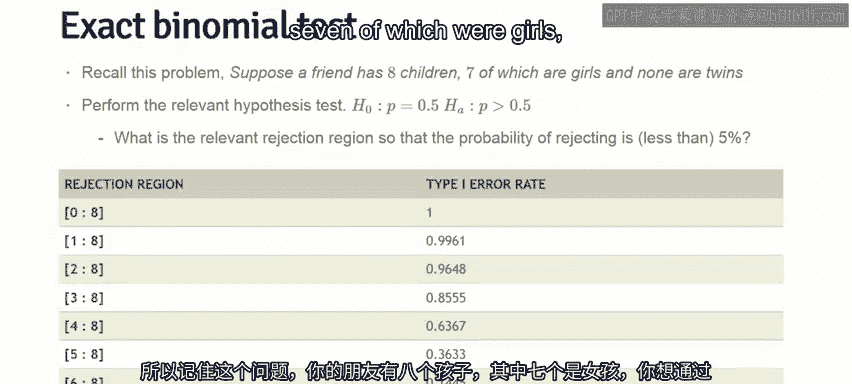 Exact binomial test
seven of which were girls,
· Recall this problem, Suppose a friend has 8 children, 7 of which are girls and none are twins
· Perform the relevant hypothesis test. H₀ : p = 0.5 Hₐ : p > 0.5
- What is the relevant rejection region so that the probability of rejecting is (less than) 5%?
REJECTION REGION TYPE I ERROR RATE
[0 : 8] 1
[1 : 8] 0.9961
[2 : 8] 0.9648
[3 : 8] 0.8555
[4 : 8] 0.6367
[5 : 8] 0.3633
所以记住这个问题，你的朋友有八个孩子，其中七个是女孩，你想通过